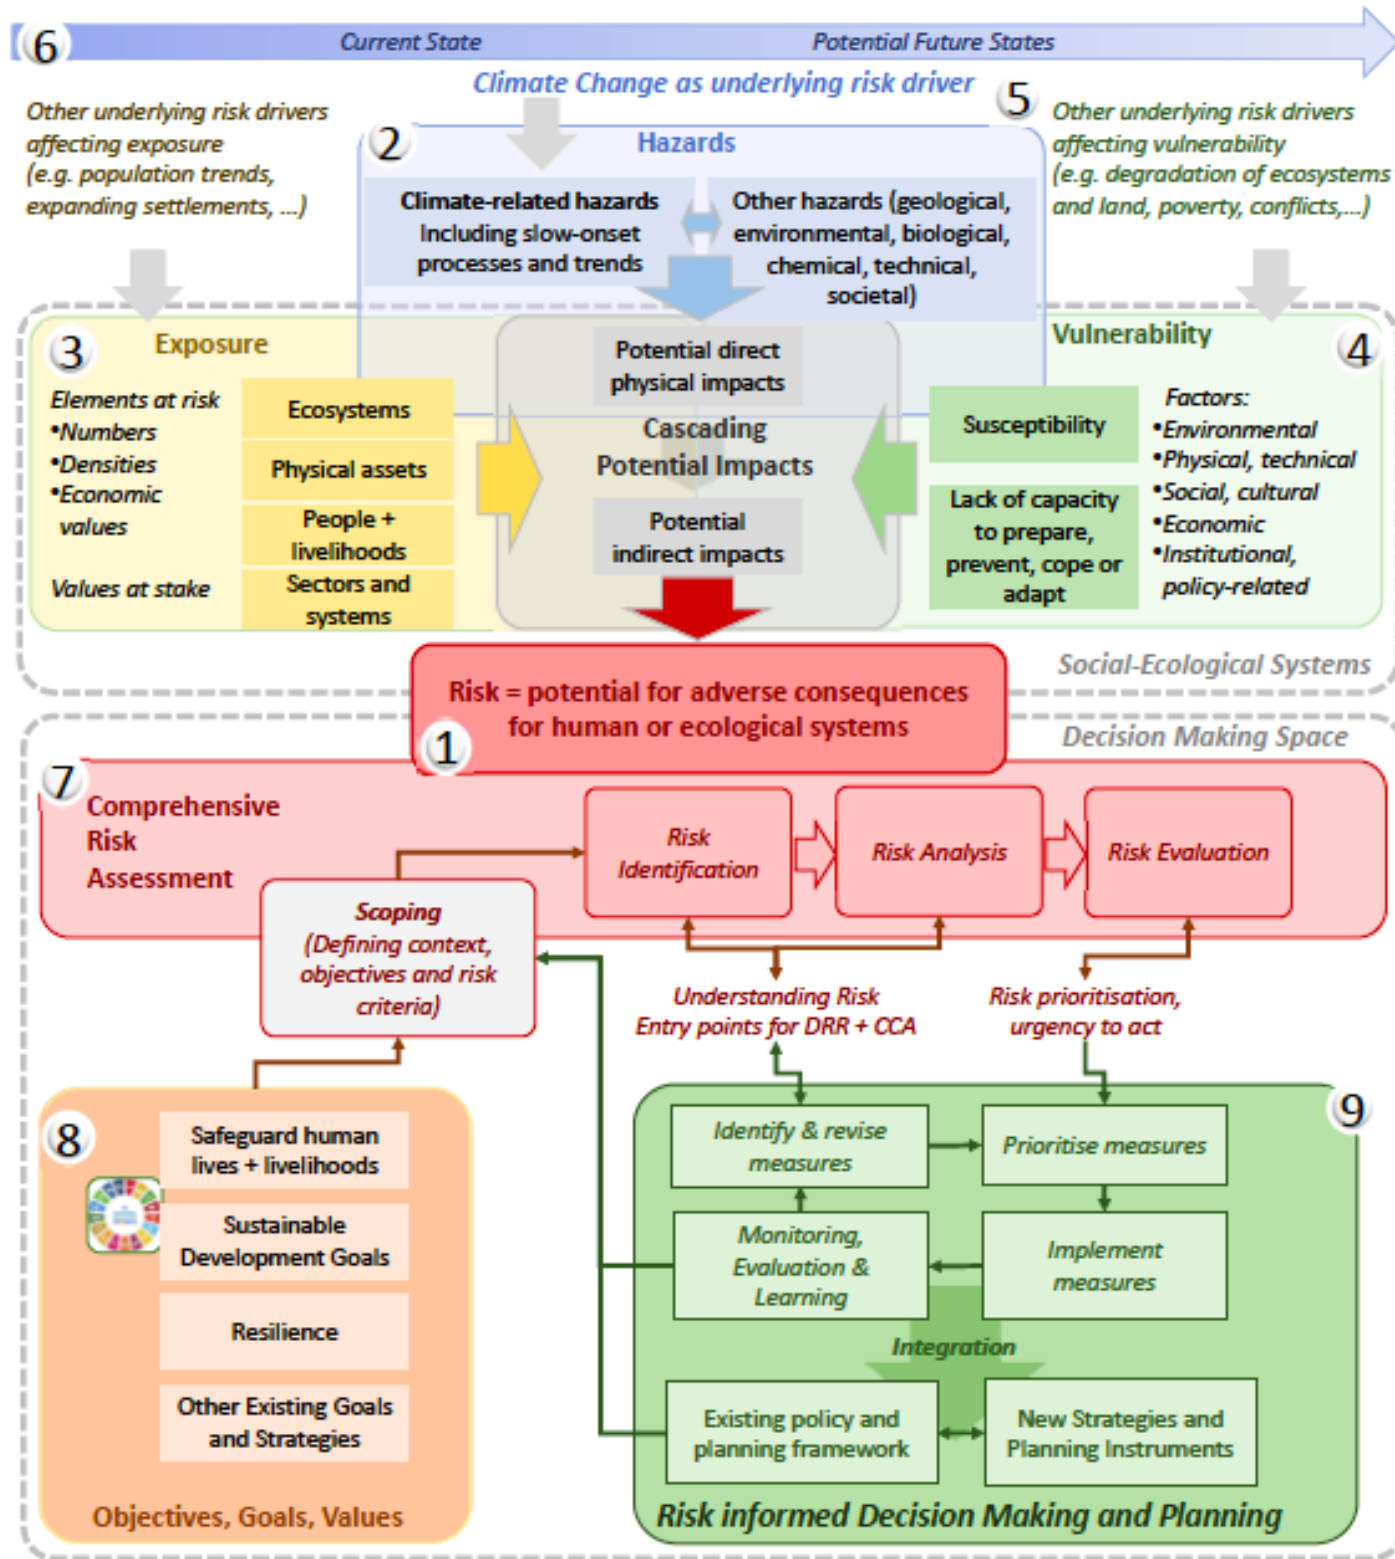 6
Current State
Potential Future States
Climate Change as underlying risk driver
Other underlying risk drivers
affecting exposure
(e.g. population trends,
expanding settlements, ...)
5
Other underlying risk drivers
affecting vulnerability
(e.g. degradation of ecosystems
and land, poverty, conflicts,...)
2
Hazards
Climate-related hazards
Including slow-onset
processes and trends
Other hazards (geological,
environmental, biological,
chemical, technical,
societal)
3
Exposure
Elements at risk
•Numbers
•Densities
•Economic
values
Values at stake
Ecosystems
Physical assets
People +
livelihoods
Sectors and
systems
Potential direct
physical impacts
Cascading
Potential Impacts
Potential
indirect impacts
Vulnerability
4
Susceptibility
Lack of capacity
to prepare,
prevent, cope or
adapt
Factors:
•Environmental
•Physical, technical
•Social, cultural
•Economic
•Institutional,
policy-related
Social-Ecological Systems
Risk = potential for adverse consequences
for human or ecological systems
1
Decision Making Space
7
Comprehensive
Risk
Assessment
Risk
Identification
Risk Analysis
Risk Evaluation
Scoping
(Defining context,
objectives and risk
criteria)
Understanding Risk
Entry points for DRR + CCA
Risk prioritisation,
urgency to act
8
Safeguard human
lives + livelihoods
Sustainable
Development Goals
Resilience
Other Existing Goals
and Strategies
Objectives, Goals, Values
9
Identify & revise
measures
Prioritise measures
Monitoring,
Evaluation &
Learning
Implement
measures
Integration
Existing policy and
planning framework
New Strategies and
Planning Instruments
Risk informed Decision Making and Planning